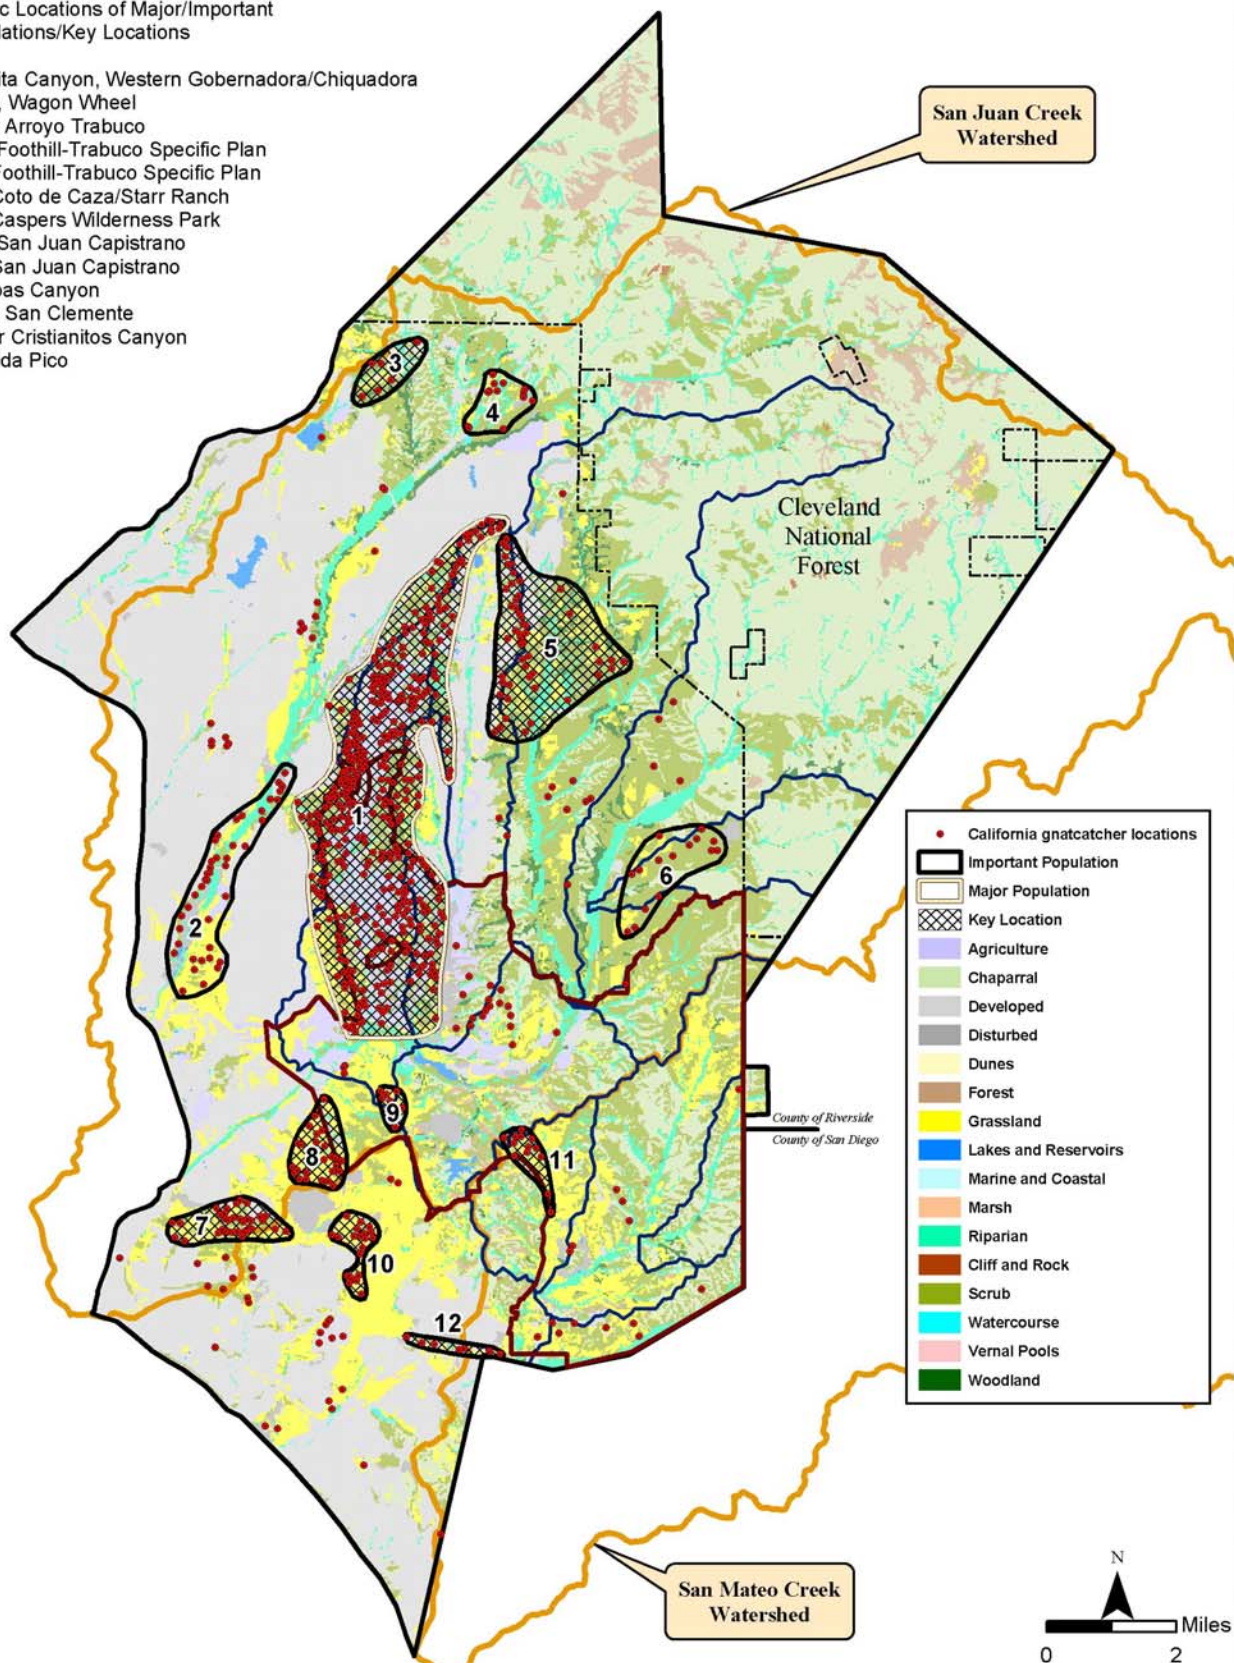 c Locations of Major/Important
lations/Key Locations
ita Canyon, Western Gobernadora/Chiquadora
, Wagon Wheel
Arroyo Trabuco
Foothill-Trabuco Specific Plan
Foothill-Trabuco Specific Plan
Coto de Caza/Starr Ranch
Caspers Wilderness Park
San Juan Capistrano
San Juan Capistrano
bas Canyon
San Clemente
r Cristianitos Canyon
da Pico
San Juan Creek
Watershed
3
4
Cleveland
National
Forest
5
1
6
2
9
8
11
7
10
12
County of Riverside
County of San Diego
California gnatcatcher locations
Important Population
Major Population
Key Location
Agriculture
Chaparral
Developed
Disturbed
Dunes
Forest
Grassland
Lakes and Reservoirs
Marine and Coastal
Marsh
Riparian
Cliff and Rock
Scrub
Watercourse
Vernal Pools
Woodland
San Mateo Creek
Watershed
N
Miles
0 2